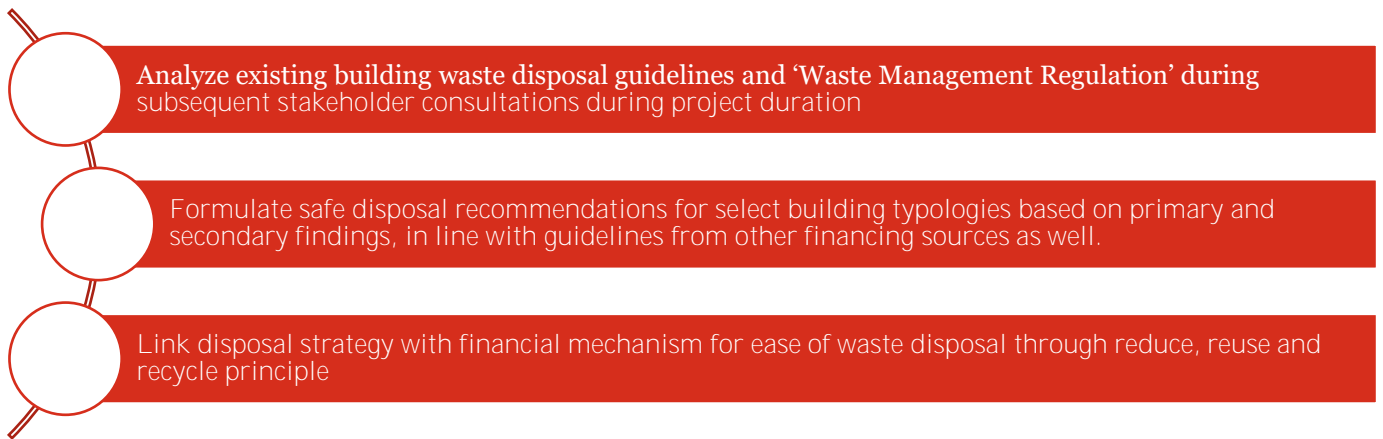 Analyze existing building waste disposal guidelines and ‘Waste Management Regulation’ during
subsequent stakeholder consultations during project duration
Formulate safe disposal recommendations for select building typologies based on primary and
secondary findings, in line with guidelines from other financing sources as well.
Link disposal strategy with financial mechanism for ease of waste disposal through reduce, reuse and
recycle principle